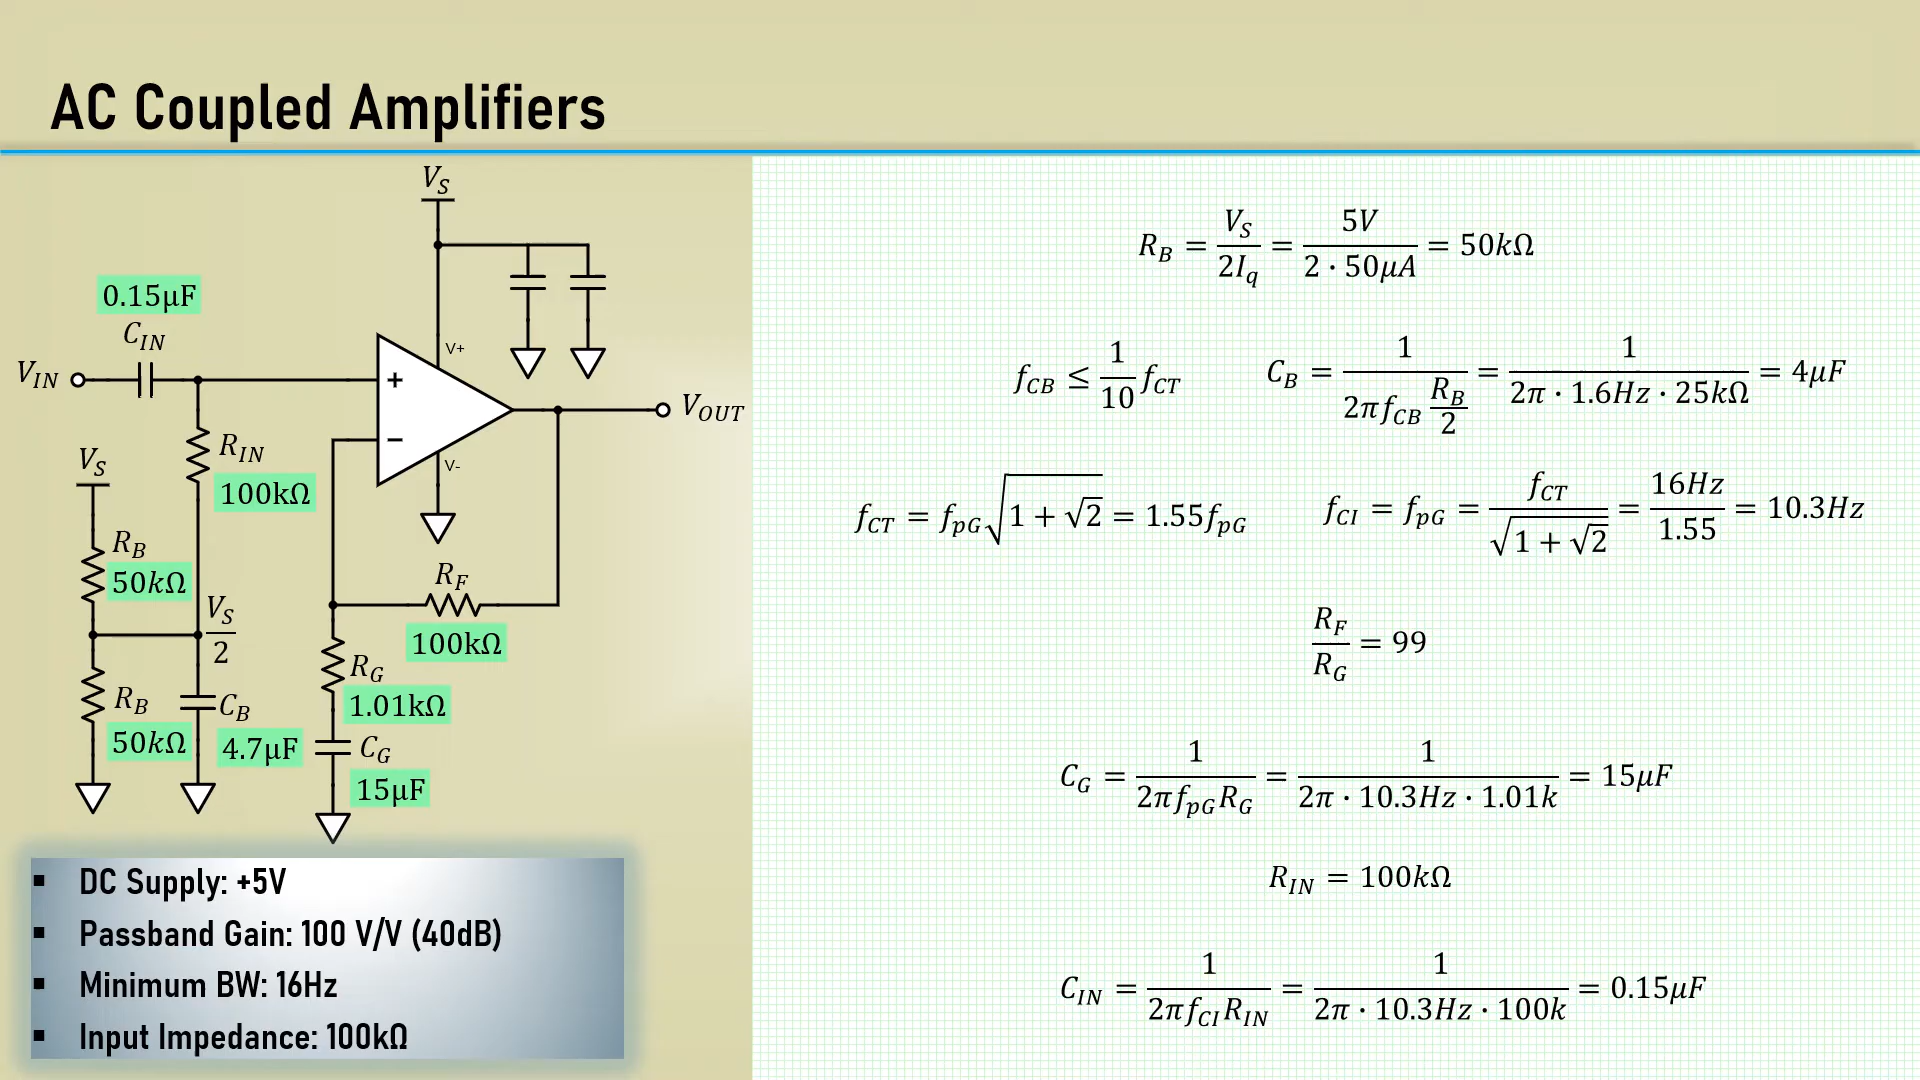 AC Coupled Amplifiers
V_S
0.15µF
C_IN
V_IN
+
V+
V_OUT
−
V-
R_IN
100kΩ
V_S
R_B
50kΩ
V_S/2
R_F
100kΩ
R_G
1.01kΩ
R_B
50kΩ
C_B
4.7µF
C_G
15µF
▪ DC Supply: +5V
▪ Passband Gain: 100 V/V (40dB)
▪ Minimum BW: 16Hz
▪ Input Impedance: 100kΩ
R_B = V_S / 2I_q = 5V / 2 · 50µA = 50kΩ
f_CB ≤ 1/10 f_CT
C_B = 1 / 2πf_CB R_B/2 = 1 / 2π · 1.6Hz · 25kΩ = 4µF
f_CT = f_pG √(1 + √2) = 1.55f_pG
f_CI = f_pG = f_CT / √(1 + √2) = 16Hz / 1.55 = 10.3Hz
R_F / R_G = 99
C_G = 1 / 2πf_pG R_G = 1 / 2π · 10.3Hz · 1.01k = 15µF
R_IN = 100kΩ
C_IN = 1 / 2πf_CI R_IN = 1 / 2π · 10.3Hz · 100k = 0.15µF